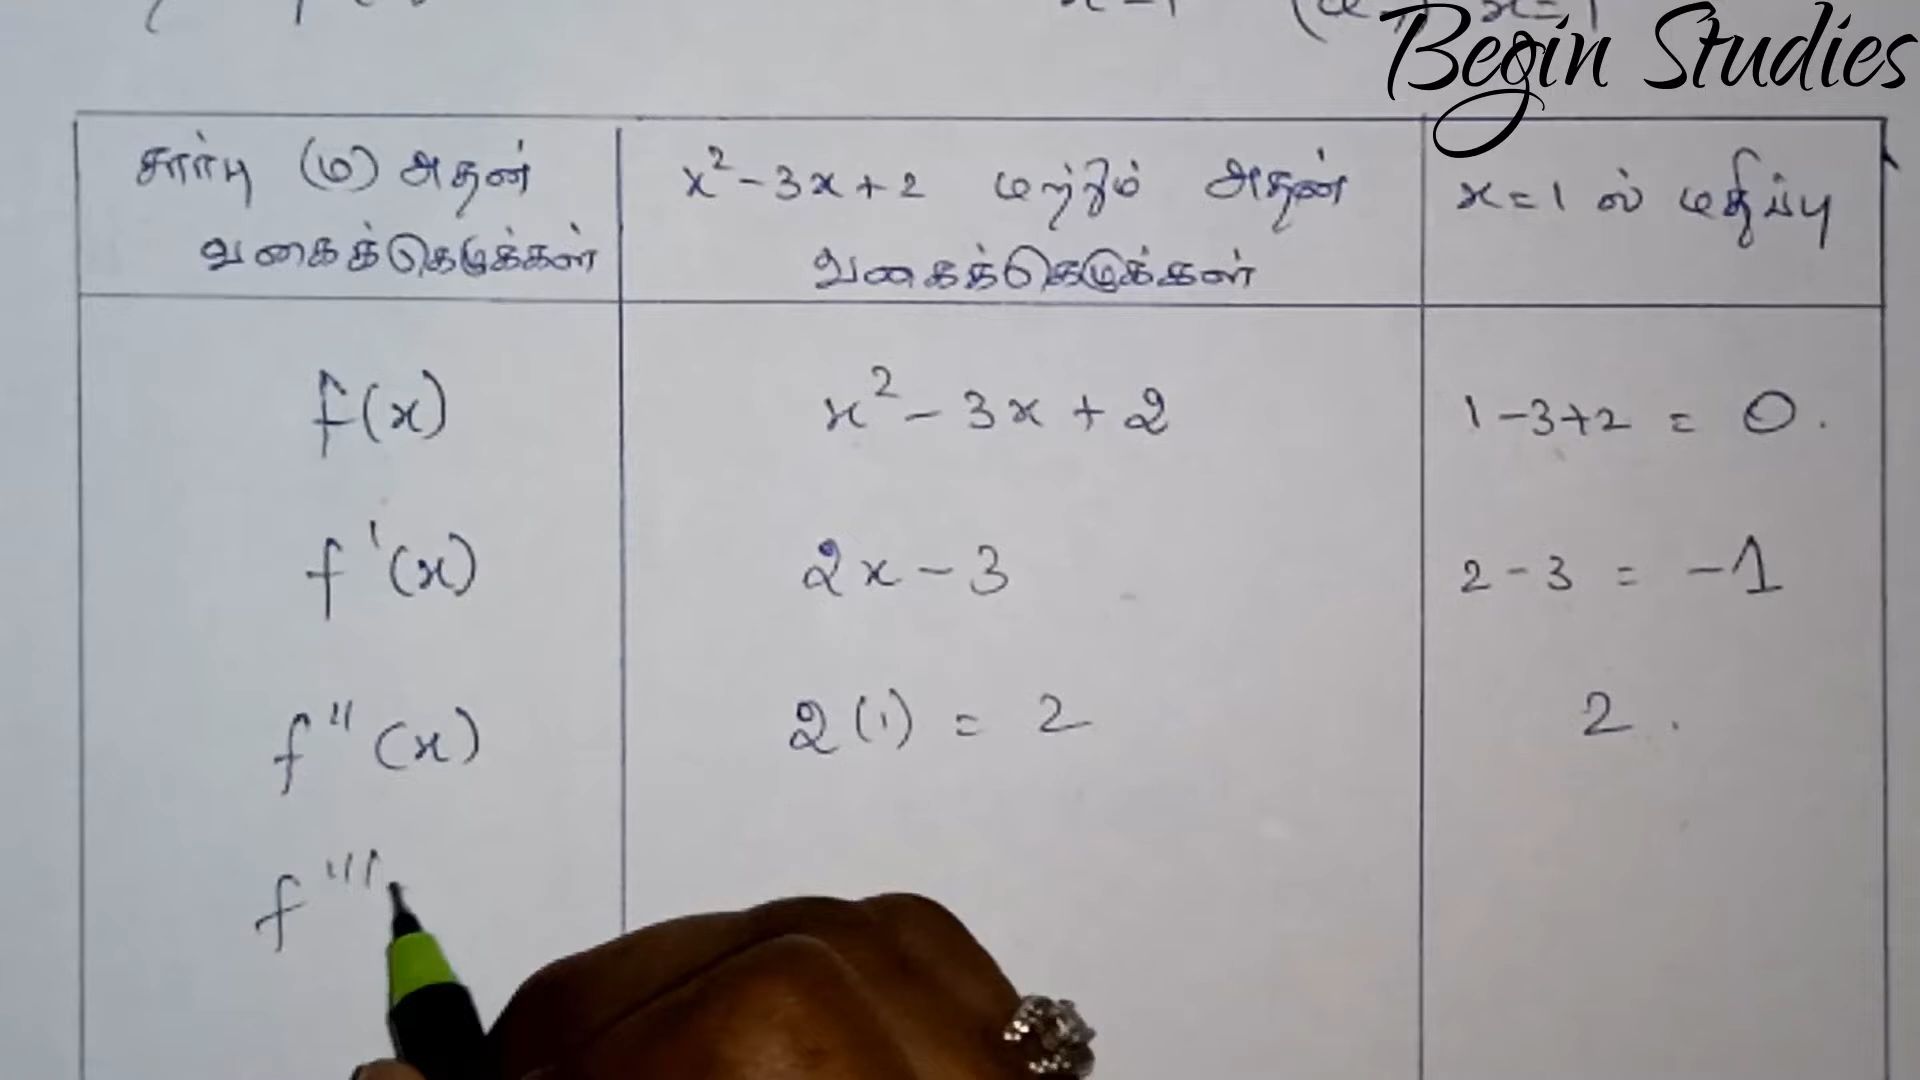 Begin Studies
சார்பு (ம) அதன் வகைக்கெழுக்கள்
x² - 3x + 2 மற்றும் அதன் வகைக்கெழுக்கள்
x = 1 ல் மதிப்பு
f(x)
x² - 3x + 2
1 - 3 + 2 = 0.
f'(x)
2x - 3
2 - 3 = -1
f''(x)
2(1) = 2
2.
f'''